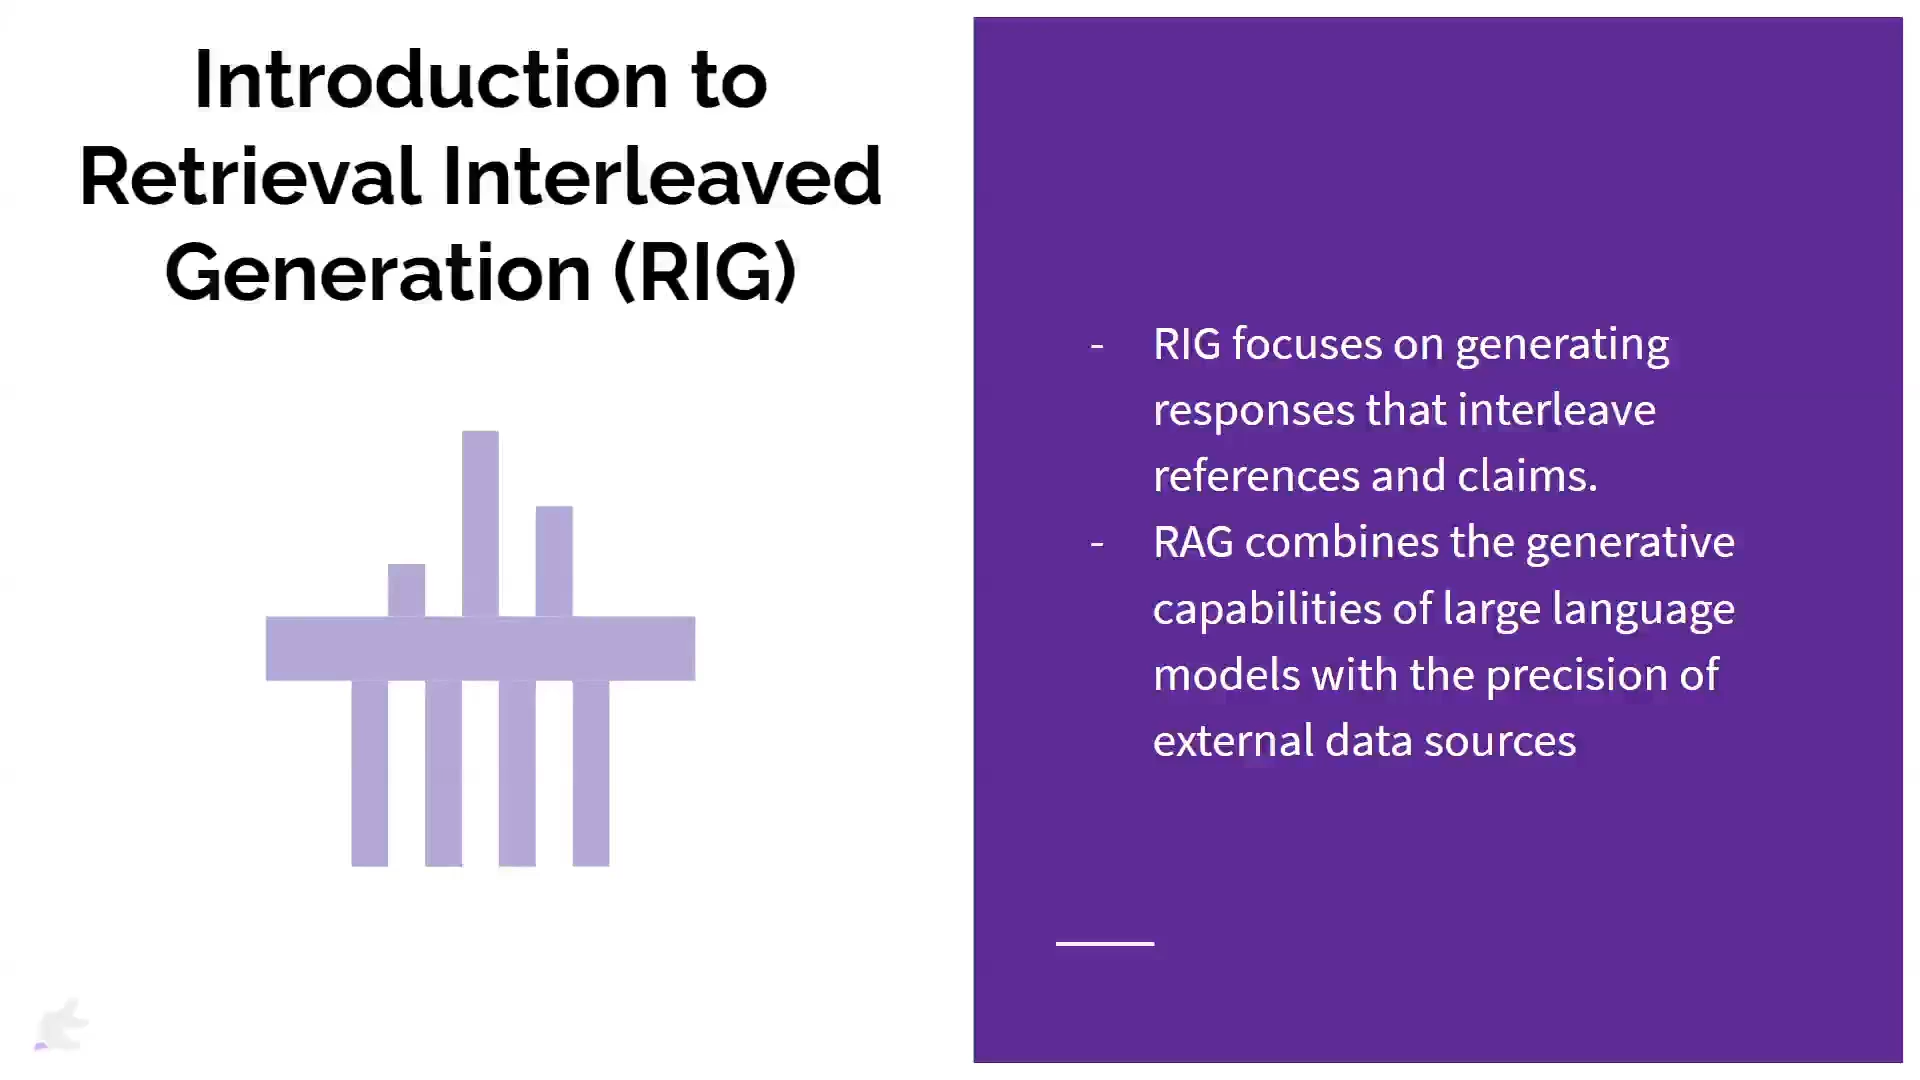 Introduction to
Retrieval Interleaved
Generation (RIG)
- RIG focuses on generating
responses that interleave
references and claims.
- RAG combines the generative
capabilities of large language
models with the precision of
external data sources